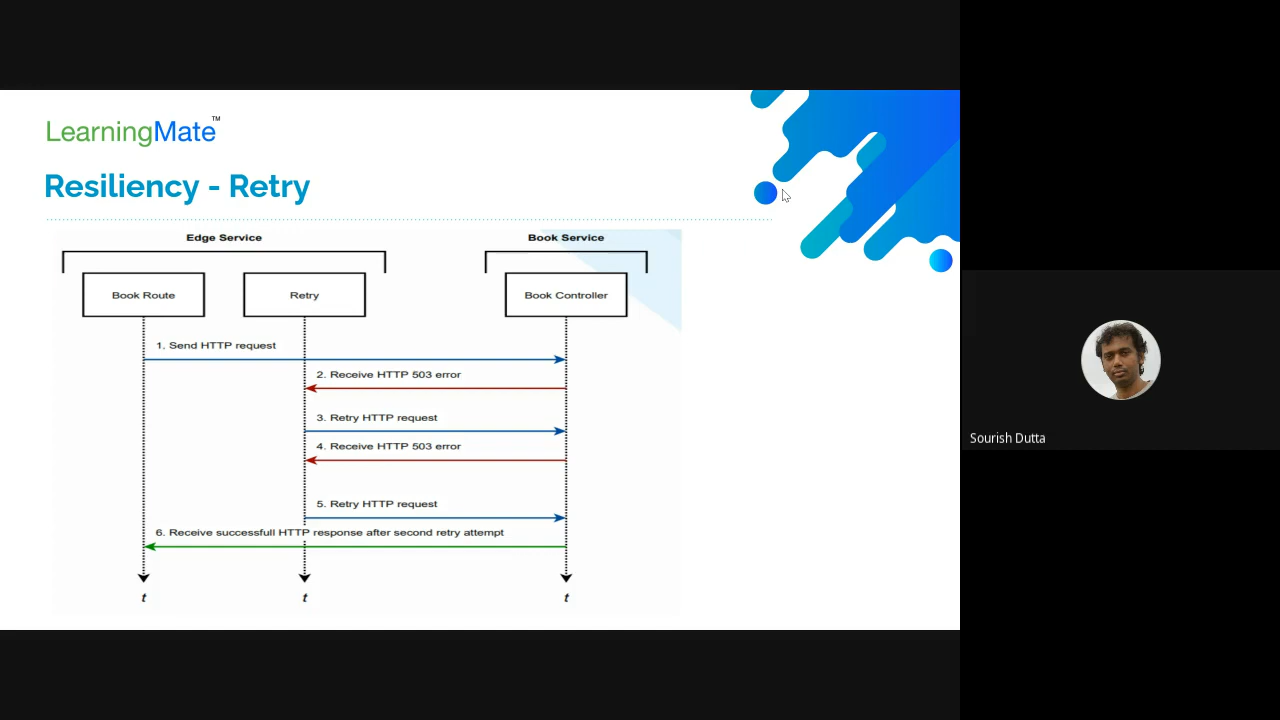 LearningMate™
Resiliency - Retry
Edge Service
Book Service
Book Route
Retry
Book Controller
1. Send HTTP request
2. Receive HTTP 503 error
3. Retry HTTP request
4. Receive HTTP 503 error
5. Retry HTTP request
6. Receive successfull HTTP response after second retry attempt
t
t
t
Sourish Dutta